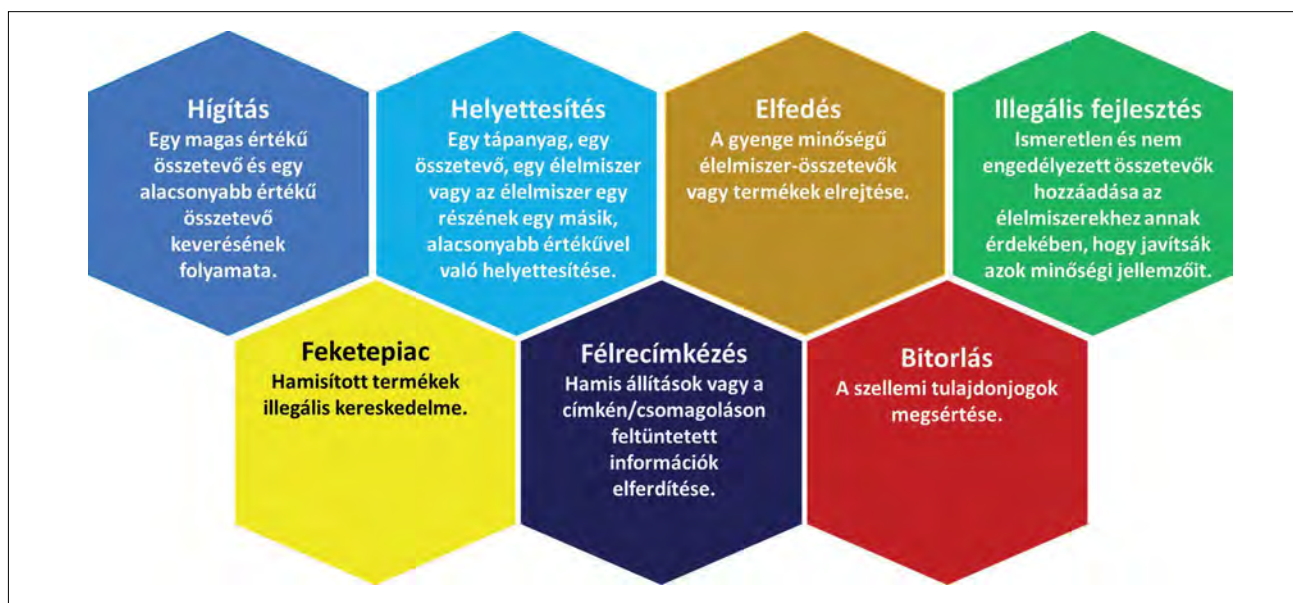 Hígítás
Egy magas értékű
összetevő és egy
alacsonyabb értékű
összetevő
keverésének
folyamata.
Helyettesítés
Egy tápanyag, egy
összetevő, egy élelmiszer
vagy az élelmiszer egy
részének egy másik,
alacsonyabb értékűvel
való helyettesítése.
Elfedés
A gyenge minőségű
élelmiszer-összetevők
vagy termékek elrejtése.
Illegális fejlesztés
Ismeretlen és nem
engedélyezett összetevők
hozzáadása az
élelmiszerekhez annak
érdekében, hogy javítsák
azok minőségi jellemzőit.
Feketepiac
Hamisított termékek
illegális kereskedelme.
Félrecímkézés
Hamis állítások vagy a
címkén/csomagoláson
feltüntetett
információk
elferdítése.
Bitorlás
A szellemi tulajdonjogok
megsértése.